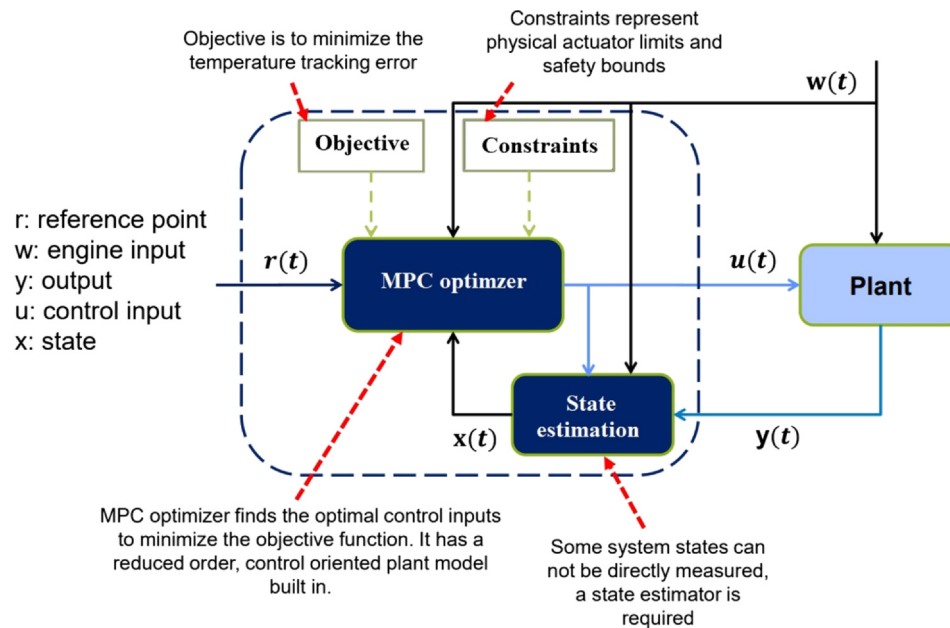 Objective is to minimize the
temperature tracking error
Constraints represent
physical actuator limits and
safety bounds
w(t)
Objective
Constraints
r: reference point
w: engine input
y: output
u: control input
x: state
r(t)
MPC optimzer
u(t)
Plant
State
estimation
x(t)
y(t)
MPC optimizer finds the optimal control inputs
to minimize the objective function. It has a
reduced order, control oriented plant model
built in.
Some system states can
not be directly measured,
a state estimator is
required